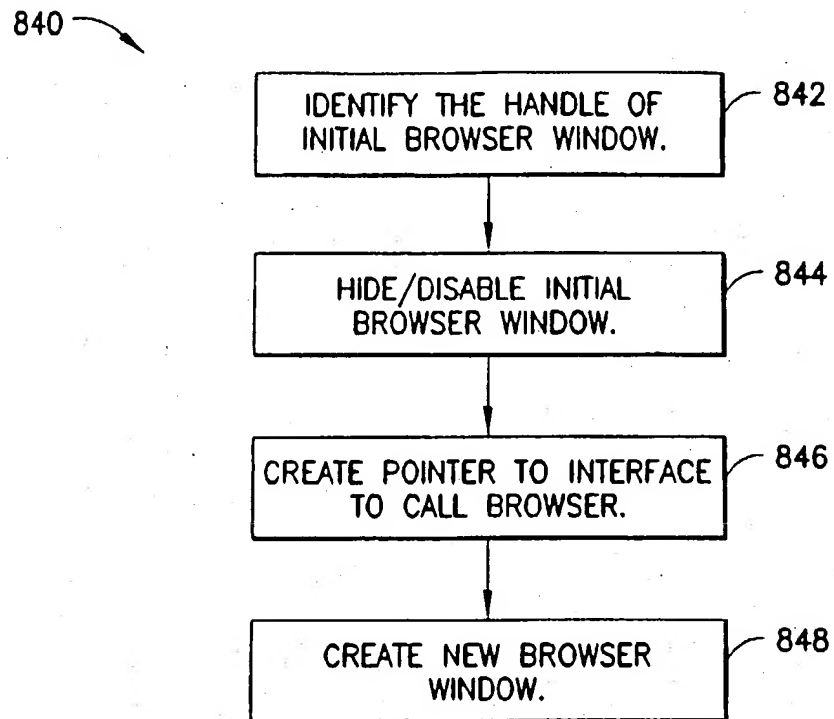 840
IDENTIFY THE HANDLE OF
INITIAL BROWSER WINDOW.
842
HIDE/DISABLE INITIAL
BROWSER WINDOW.
844
CREATE POINTER TO INTERFACE
TO CALL BROWSER.
846
CREATE NEW BROWSER
WINDOW.
848